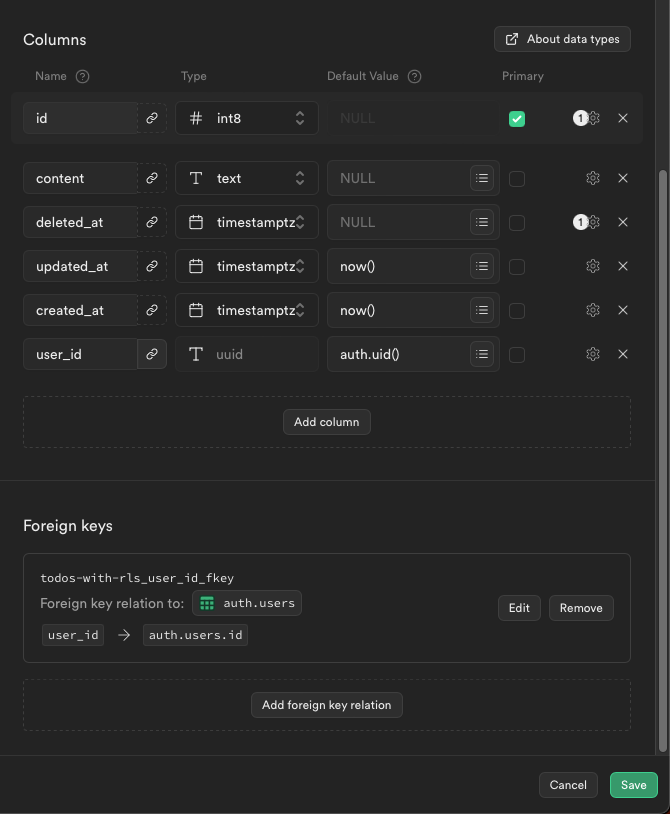 Columns
About data types
Name ? Type Default Value ? Primary
id # int8 NULL 1
content T text NULL
deleted_at timestamptz NULL 1
updated_at timestamptz now()
created_at timestamptz now()
user_id T uuid auth.uid()
Add column
Foreign keys
todos-with-rls_user_id_fkey
Foreign key relation to: auth.users
user_id → auth.users.id
Edit Remove
Add foreign key relation
Cancel Save